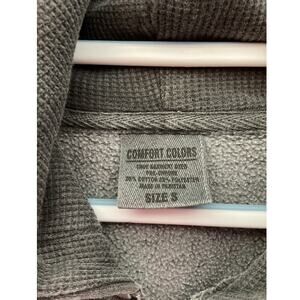 COMFORT COLORS
100% GARMENT DYED
PRE-SHRUNK
80% COTTON 20% POLYESTER
MADE IN PAKISTAN
SIZE S